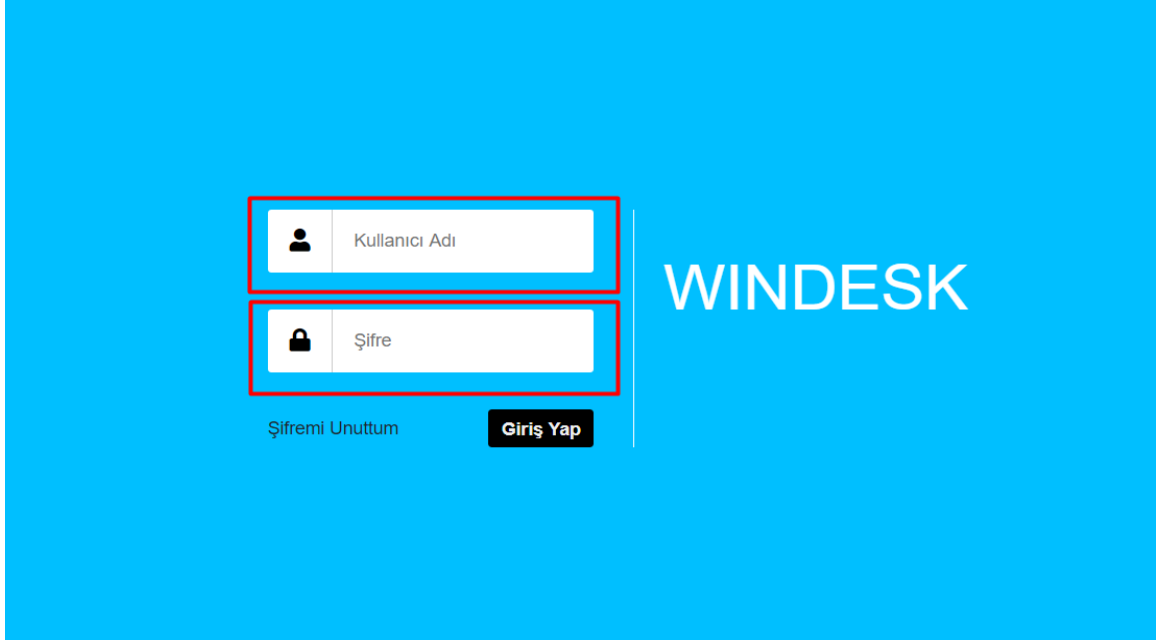 Kullanıcı Adı
Şifre
Şifremi Unuttum
Giriş Yap
WINDESK